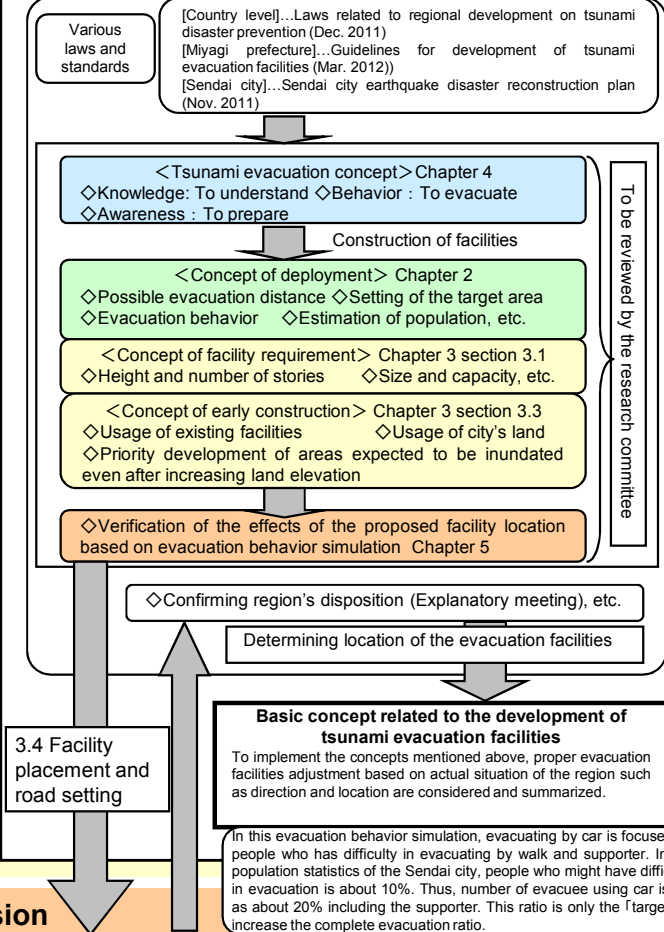 Various
laws and
standards
[Country level]…Laws related to regional development on tsunami
disaster prevention (Dec. 2011)
[Miyagi prefecture]…Guidelines for development of tsunami
evacuation facilities (Mar. 2012))
[Sendai city]…Sendai city earthquake disaster reconstruction plan
(Nov. 2011)
＜Tsunami evacuation concept＞Chapter 4
◇Knowledge: To understand ◇Behavior：To evacuate
◇Awareness：To prepare
Construction of facilities
＜Concept of deployment＞ Chapter 2
◇Possible evacuation distance ◇Setting of the target area
◇Evacuation behavior ◇Estimation of population, etc.
＜Concept of facility requirement＞ Chapter 3 section 3.1
◇Height and number of stories ◇Size and capacity, etc.
＜Concept of early construction＞ Chapter 3 section 3.3
◇Usage of existing facilities ◇Usage of city's land
◇Priority development of areas expected to be inundated
even after increasing land elevation
◇Verification of the effects of the proposed facility location
based on evacuation behavior simulation Chapter 5
To be reviewed by the research committee
◇Confirming region's disposition (Explanatory meeting), etc.
Determining location of the evacuation facilities
3.4 Facility
placement and
road setting
Basic concept related to the development of
tsunami evacuation facilities
To implement the concepts mentioned above, proper evacuation
facilities adjustment based on actual situation of the region such
as direction and location are considered and summarized.
In this evacuation behavior simulation, evacuating by car is focuse
people who has difficulty in evacuating by walk and supporter. In
population statistics of the Sendai city, people who might have diffi
in evacuation is about 10%. Thus, number of evacuee using car is
as about 20% including the supporter. This ratio is only the ｢targe
increase the complete evacuation ratio.
sion